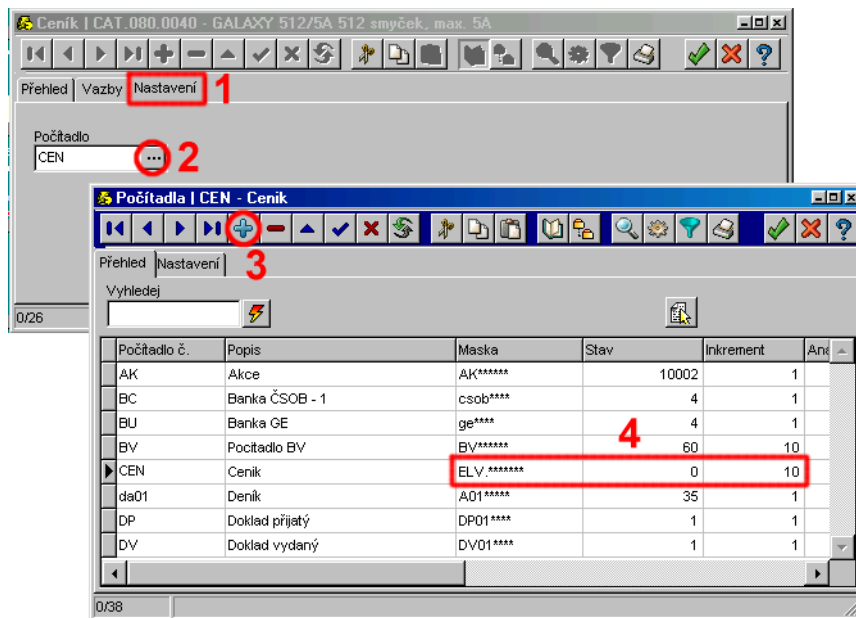 Ceník | CAT.080.0040 - GALAXY 512/5A 512 smyček, max. 5A
Přehled Vazby Nastavení 1
Počítadlo
CEN ... 2
Počítadla | CEN - Ceník
3
Přehled Nastavení
Vyhledej
0/26
Počítadlo č. Popis Maska Stav Inkrement
AK Akce AK****** 10002 1
BC Banka ČSOB - 1 csob**** 4 1
BU Banka GE ge**** 4 1
4
BV Pocitadlo BV BV****** 60 10
CEN Cenik ELV.******* 0 10
da01 Deník A01***** 35 1
DP Doklad přijatý DP01**** 1 1
DV Doklad vydaný DV01**** 1 1
0/38